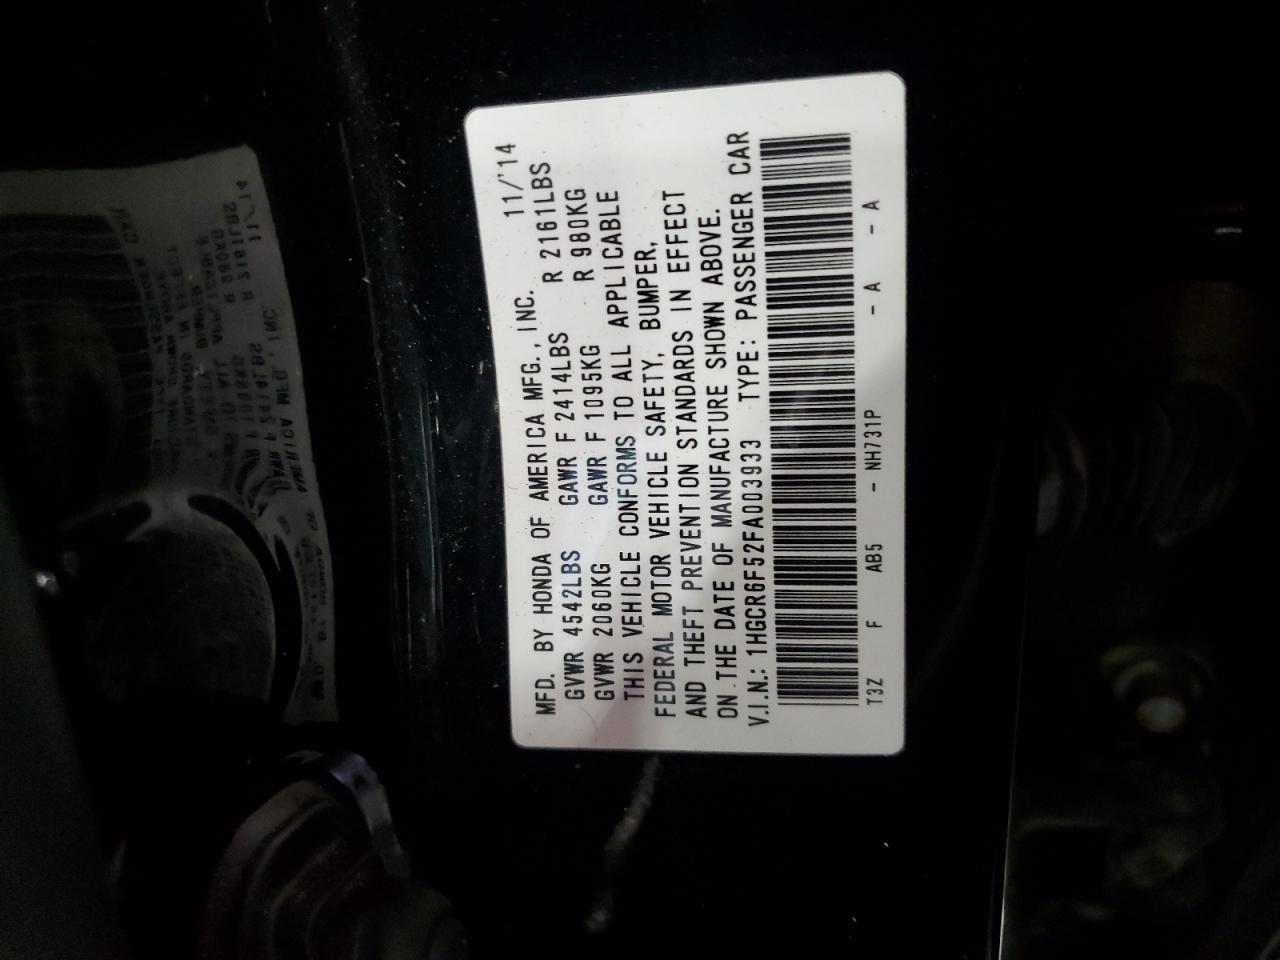 MFD. BY HONDA OF AMERICA MFG., INC. 11/'14
GVWR 4542LBS GAWR F 2414LBS R 2161LBS
GVWR 2060KG GAWR F 1095KG R 980KG
THIS VEHICLE CONFORMS TO ALL APPLICABLE
FEDERAL MOTOR VEHICLE SAFETY, BUMPER,
AND THEFT PREVENTION STANDARDS IN EFFECT
ON THE DATE OF MANUFACTURE SHOWN ABOVE.
V.I.N.: 1HGCR6F52FA003933 TYPE: PASSENGER CAR
T3Z F AB5 - NH731P - A - A